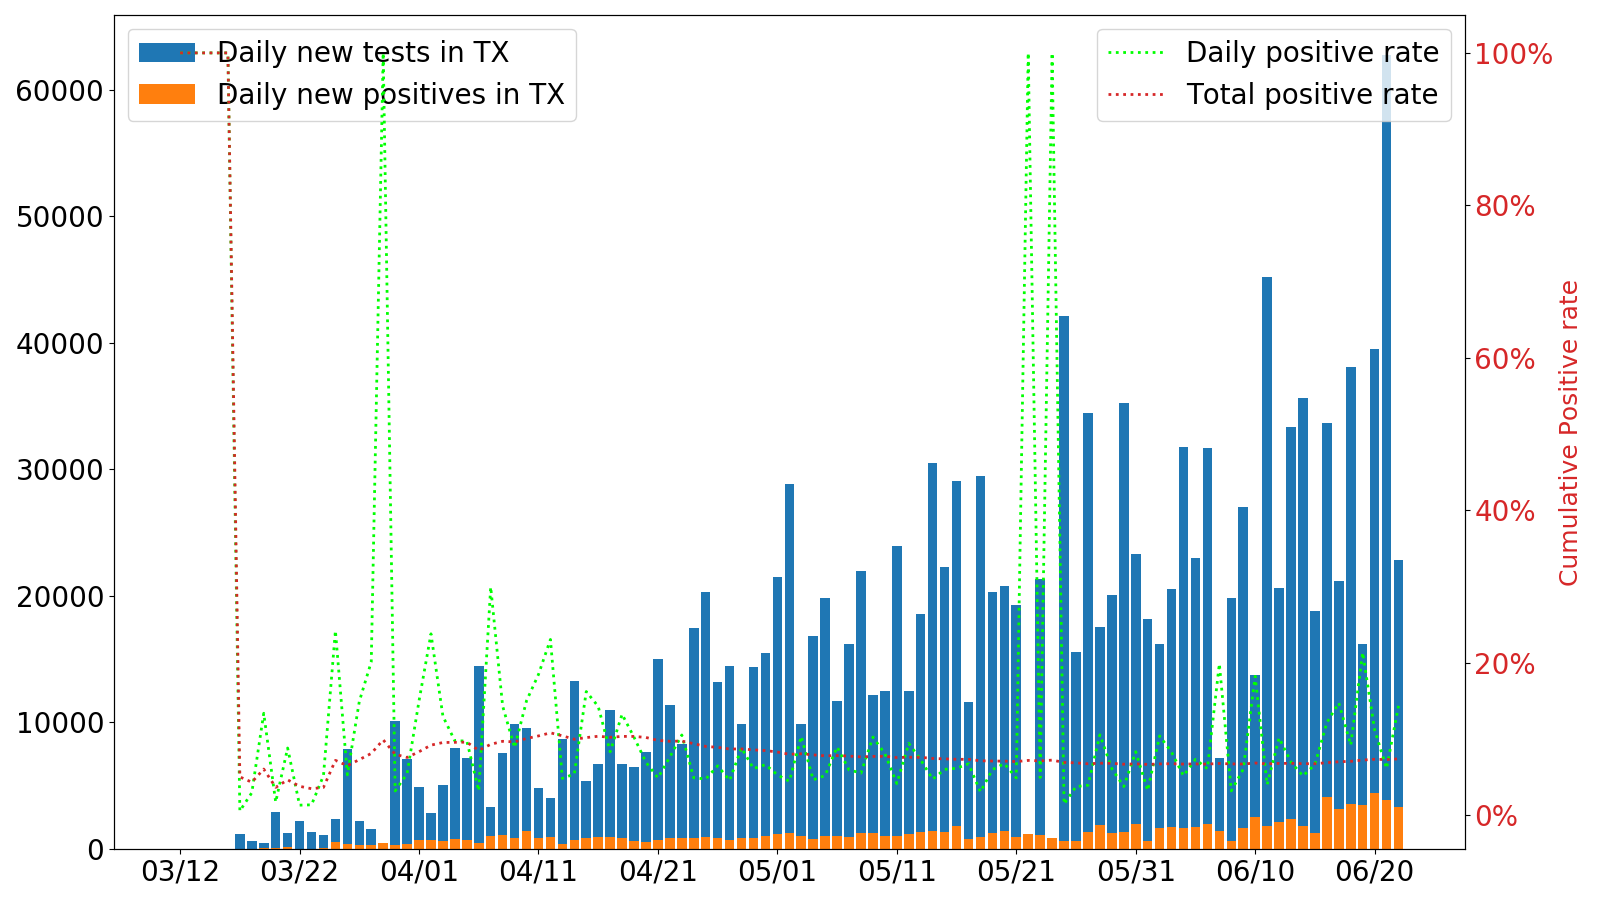 Daily new tests in TX
Daily new positives in TX
Daily positive rate
Total positive rate
60000
50000
40000
30000
20000
10000
0
100%
80%
60%
40%
20%
0%
Cumulative Positive rate
03/12 03/22 04/01 04/11 04/21 05/01 05/11 05/21 05/31 06/10 06/20